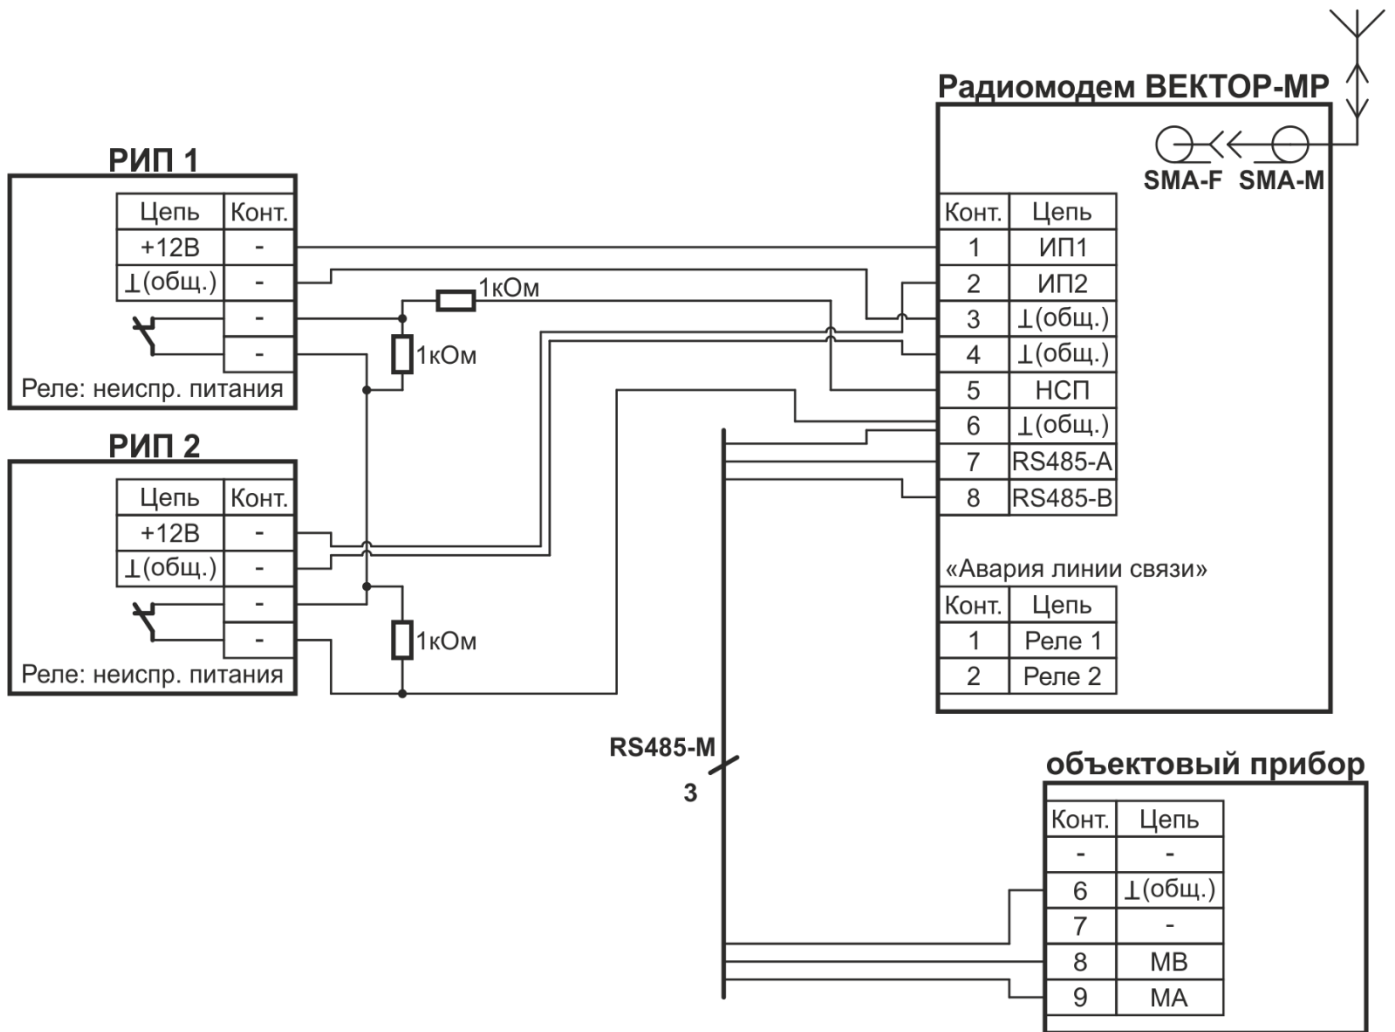 Радиомодем ВЕКТОР-МР
SMA-F SMA-M
Конт. Цепь
1 ИП1
2 ИП2
3 ⊥(общ.)
4 ⊥(общ.)
5 НСП
6 ⊥(общ.)
7 RS485-A
8 RS485-B
«Авария линии связи»
Конт. Цепь
1 Реле 1
2 Реле 2
РИП 1
Цепь Конт.
+12В -
⊥(общ.) -
-
-
Реле: неиспр. питания
1кОм
1кОм
РИП 2
Цепь Конт.
+12В -
⊥(общ.) -
-
-
Реле: неиспр. питания
1кОм
RS485-M
3
объектовый прибор
Конт. Цепь
- -
6 ⊥(общ.)
7 -
8 МВ
9 МА